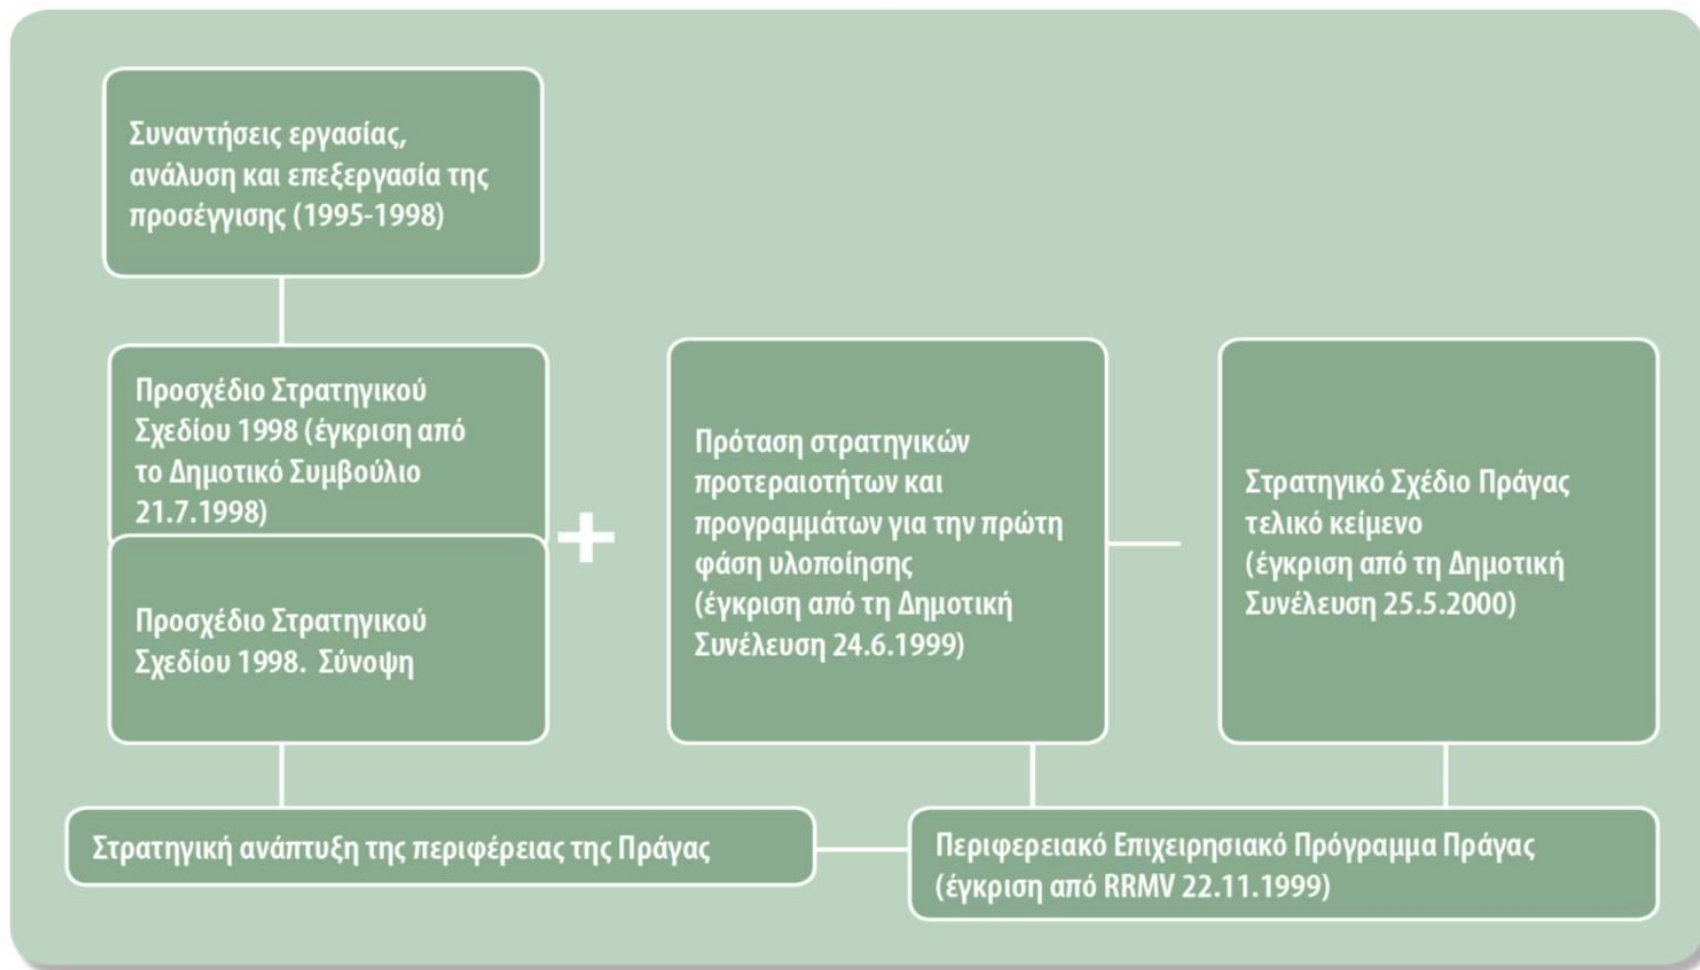 Συναντήσεις εργασίας,
ανάλυση και επεξεργασία της
προσέγγισης (1995-1998)
Προσχέδιο Στρατηγικού
Σχεδίου 1998 (έγκριση από
το Δημοτικό Συμβούλιο
21.7.1998)
Προσχέδιο Στρατηγικού
Σχεδίου 1998. Σύνοψη
+
Πρόταση στρατηγικών
προτεραιοτήτων και
προγραμμάτων για την πρώτη
φάση υλοποίησης
(έγκριση από τη Δημοτική
Συνέλευση 24.6.1999)
Στρατηγικό Σχέδιο Πράγας
τελικό κείμενο
(έγκριση από τη Δημοτική
Συνέλευση 25.5.2000)
Στρατηγική ανάπτυξη της περιφέρειας της Πράγας
Περιφερειακό Επιχειρησιακό Πρόγραμμα Πράγας
(έγκριση από RRMV 22.11.1999)